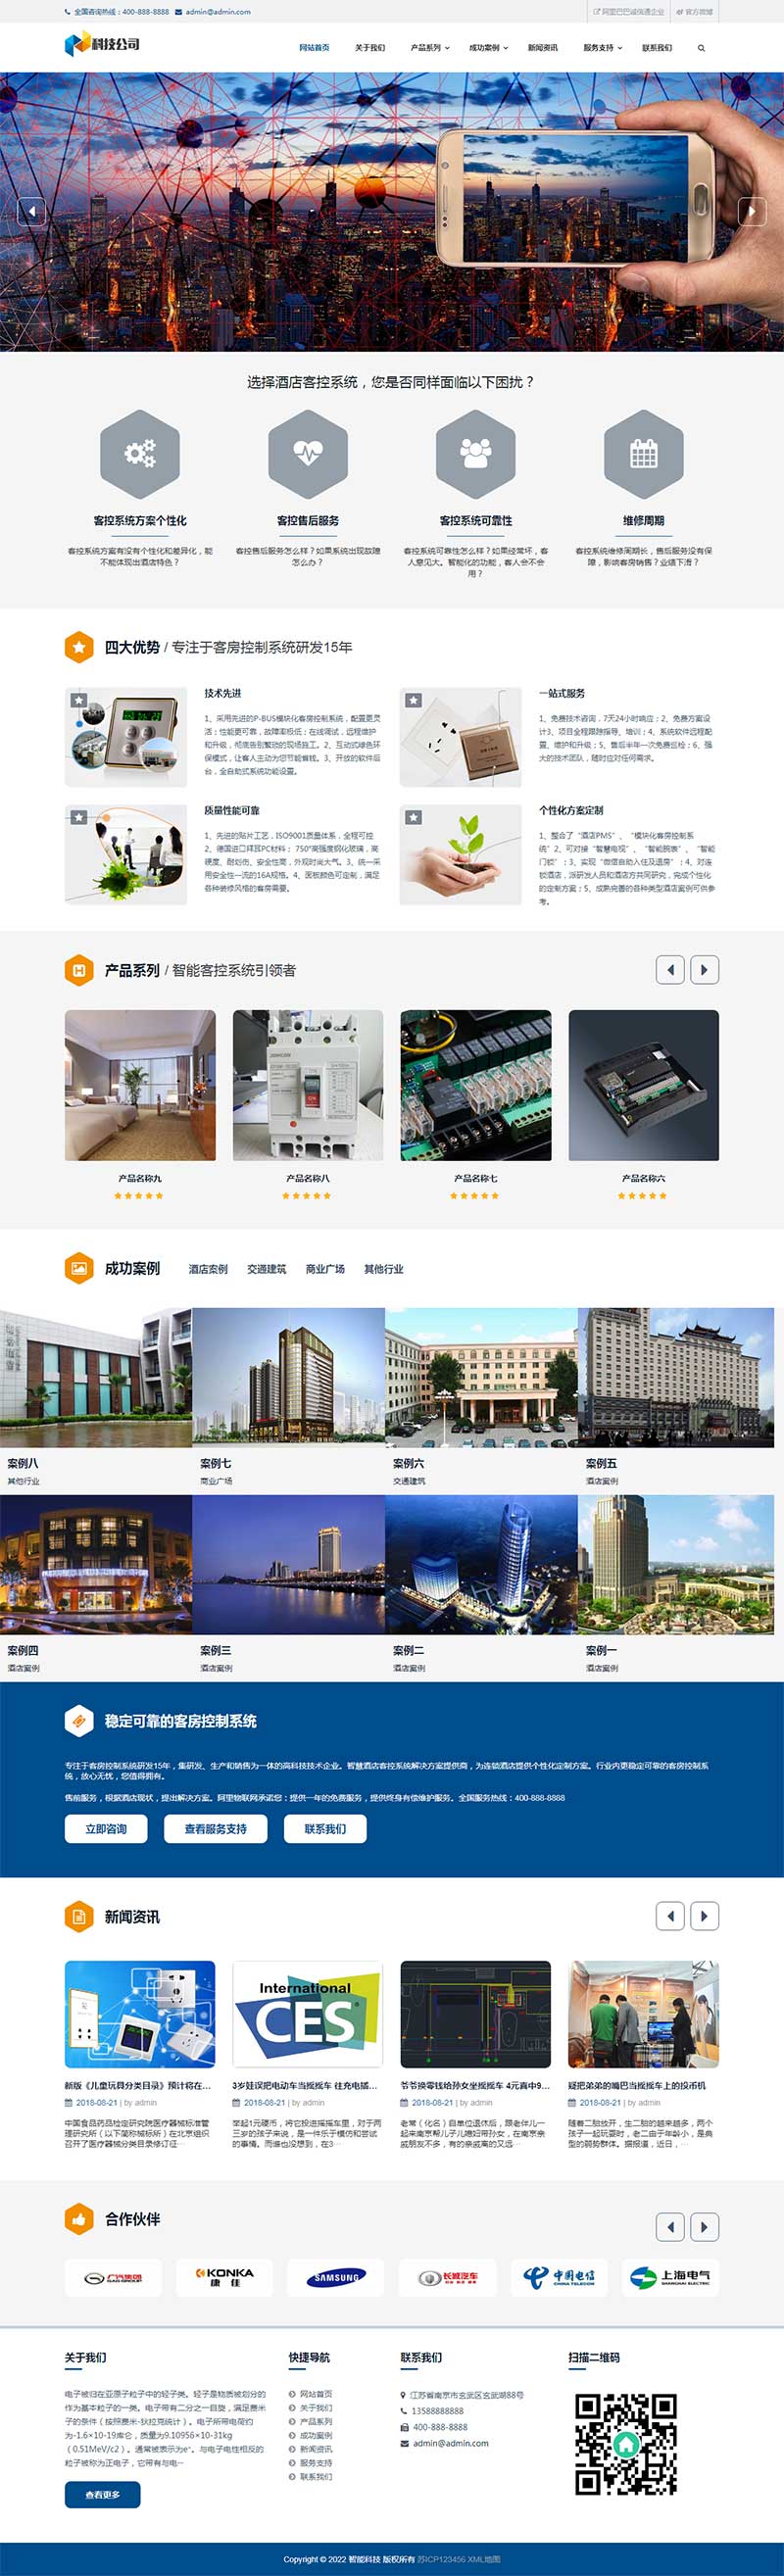 全国咨询热线：400-888-8888 admin@admin.com
阿里巴巴诚信通企业 官方微博
科技公司
网站首页 关于我们 产品系列 成功案例 新闻资讯 服务支持 联系我们
选择酒店客控系统，您是否同样面临以下困扰？
客控系统方案个性化
客控系统方案有没有个性化和差异化，能
不能体现出酒店特色？
客控售后服务
客控售后服务怎么样？如果系统出现故障
怎么办？
客控系统可靠性
客控系统可靠性怎么样？如果经常坏，客
人意见大。智能化的功能，客人会不会
用？
维修周期
客控系统维修周期长，售后服务没有保
障，影响客房销售？业绩下滑？
四大优势 / 专注于客房控制系统研发15年
技术先进
1、采用先进的P-BUS模块化客房控制系统，配置更灵
活；性能更可靠，故障率极低；在线调试，远程维护
和升级，彻底告别繁琐的现场施工。2、互动式绿色环
保模式，让客人主动为您节能省钱。3、开放的软件后
台，全自助式系统功能设置。
一站式服务
1、免费技术咨询，7天24小时响应；2、免费方案设
计3、项目全程跟踪指导、培训；4、系统软件远程配
置、维护和升级；5、售后半年一次免费巡检；6、强
大的技术团队，随时应对任何需求。
质量性能可靠
1、先进的贴片工艺，ISO9001质量体系，全程可控
2、德国进口拜耳PC材料； 750°高强度钢化玻璃，高
硬度、耐划伤、安全性高，外观时尚大气。3、统一采
用安全性一流的16A规格。4、面板颜色可定制，满足
各种装修风格的客房需要。
个性化方案定制
1、整合了“酒店PMS”、“模块化客房控制系
统”2、可对接“智慧电视”、“智能腕表”、“智能
门锁”；3、实现“微信自助入住及退房”；4、对连
锁酒店，派研发人员和酒店方共同研究，完成个性化
的定制方案；5、成熟完善的各种类型酒店案例可供参
考。
产品系列 / 智能客控系统引领者
产品名称九
产品名称八
产品名称七
产品名称六
成功案例 酒店案例 交通建筑 商业广场 其他行业
案例八
其他行业
案例七
商业广场
案例六
交通建筑
案例五
酒店案例
案例四
酒店案例
案例三
酒店案例
案例二
酒店案例
案例一
酒店案例
稳定可靠的客房控制系统
专注于客房控制系统研发15年，集研发、生产和销售为一体的高科技技术企业。智慧酒店客控系统解决方案提供商，为连锁酒店提供个性化定制方案。行业内更稳定可靠的客房控制系
统，放心无忧，您值得拥有。
售前服务，根据酒店现状，提出解决方案。阿里物联网承诺您：提供一年的免费服务，提供终身有偿维护服务。全国服务热线：400-888-8888
立即咨询 查看服务支持 联系我们
新闻资讯
International
CES
新版《儿童玩具分类目录》预计将在...
2018-08-21 | by admin
中国食品药品检定研究院医疗器械标准管
理研究所（以下简称械标所）在北京组织
召开了医疗器械分类目录修订征…
3岁娃误把电动车当摇摇车 往充电插...
2018-08-21 | by admin
拿起1元硬币，将它投进摇摇车里，对于两
三岁的孩子来说，是一件乐于模仿和尝试
的事情。而谁也没想到，在3…
爷爷换零钱给孙女坐摇摇车 4元真中9...
2018-08-21 | by admin
老常（化名）自单位退休后，跟老伴儿一
起来南京帮儿子儿媳妇带孙女，在南京亲
戚朋友不多，有的亲戚离的又远…
疑把弟弟的嘴巴当摇摇车上的投币机
2018-08-21 | by admin
随着二胎放开，生二胎的越来越多，两个
孩子一起玩耍时，老二由于年龄小，是典
型的弱势群体。据报道，近日，…
合作伙伴
广汽集团
GAC GROUP
KONKA
康佳
SAMSUNG
长城汽车
中国电信
CHINA TELECOM
上海电气
SHANGHAI ELECTRIC
关于我们
电子被归在亚原子粒子中的轻子类。轻子是物质被划分的
作为基本粒子的一类。电子带有二分之一自旋，满足费米
子的条件（按照费米-狄拉克统计）。电子所带电荷约
为-1.6×10-19库仑，质量为9.10956×10-31kg
（0.51MeV/c2）。通常被表示为e⁻。与电子电性相反的
粒子被称为正电子，它带有与电…
查看更多
快捷导航
网站首页
关于我们
产品系列
成功案例
新闻资讯
服务支持
联系我们
联系我们
江苏省南京市玄武区玄武湖88号
13588888888
400-888-8888
admin@admin.com
扫描二维码
Copyright © 2022 智能科技 版权所有 苏ICP123456 XML地图